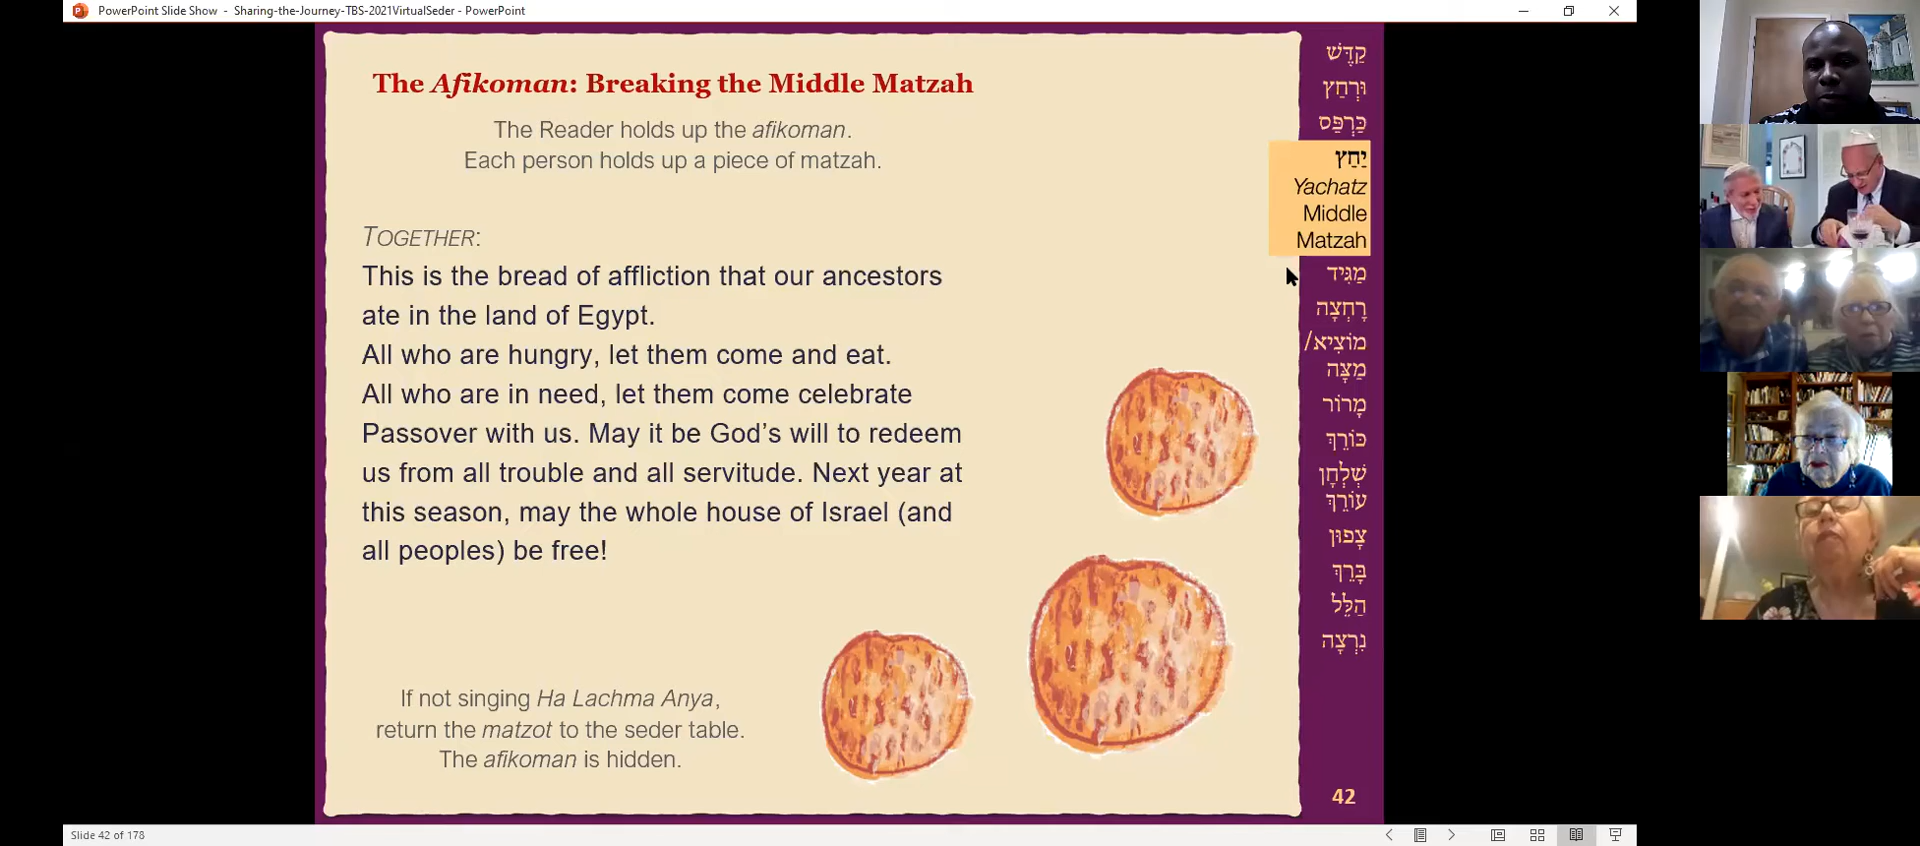 PowerPoint Slide Show - Sharing-the-Journey-TBS-2021VirtualSeder - PowerPoint
The Afikoman: Breaking the Middle Matzah
The Reader holds up the afikoman.
Each person holds up a piece of matzah.
TOGETHER:
This is the bread of affliction that our ancestors
ate in the land of Egypt.
All who are hungry, let them come and eat.
All who are in need, let them come celebrate
Passover with us. May it be God’s will to redeem
us from all trouble and all servitude. Next year at
this season, may the whole house of Israel (and
all peoples) be free!
If not singing Ha Lachma Anya,
return the matzot to the seder table.
The afikoman is hidden.
קַדֵּשׁ
וּרְחַץ
כַּרְפַּס
יַחַץ
Yachatz
Middle
Matzah
מַגִּיד
רָחְצָה
מוֹצִיא/
מַצָּה
מָרוֹר
כּוֹרֵךְ
שֻׁלְחָן
עוֹרֵךְ
צָפוּן
בָּרֵךְ
הַלֵּל
נִרְצָה
42
Slide 42 of 178